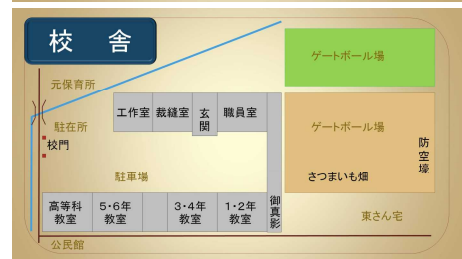 校 舎
ゲートボール場
元保育所
工作室
裁縫室
玄
関
職員室
駐在所
校門
ゲートボール場
防
空
壕
駐車場
さつまいも畑
高等科
教室
5・6年
教室
3・4年
教室
1・2年
教室
御
真
影
東さん宅
公民館